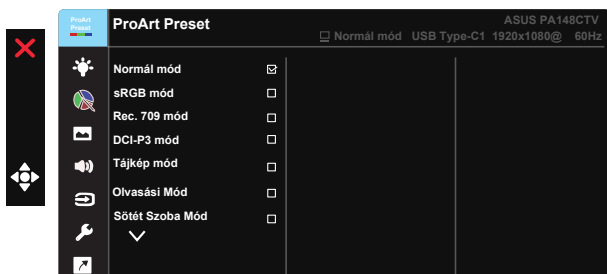 ProArt
Preset
ProArt Preset
ASUS PA148CTV
Normál mód USB Type-C1 1920x1080@ 60Hz
Normál mód
sRGB mód
Rec. 709 mód
DCI-P3 mód
Tájkép mód
Olvasási Mód
Sötét Szoba Mód